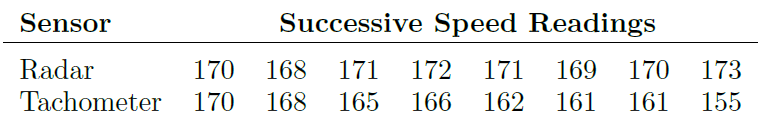 Sensor Successive Speed Readings
Radar 170 168 171 172 171 169 170 173
Tachometer 170 168 165 166 162 161 161 155